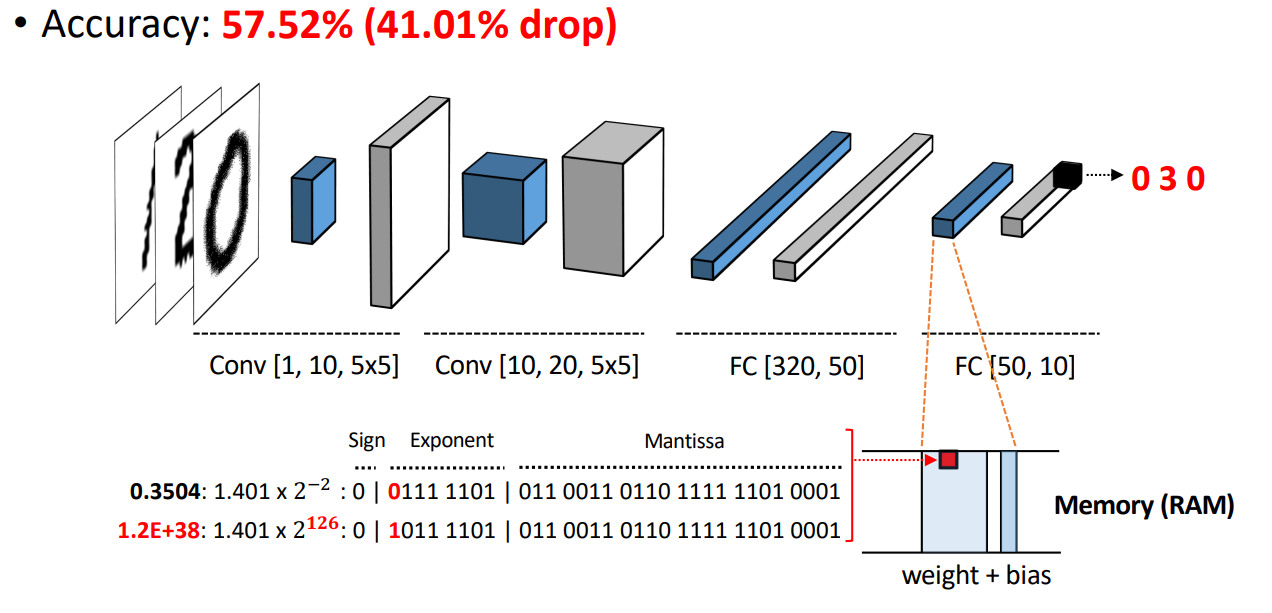 • Accuracy: 57.52% (41.01% drop)
1 2 0
0 3 0
Conv [1, 10, 5x5] Conv [10, 20, 5x5] FC [320, 50] FC [50, 10]
Sign Exponent Mantissa
0.3504: 1.401 x 2⁻² : 0 | 0111 1101 | 011 0011 0110 1111 1101 0001
1.2E+38: 1.401 x 2¹²⁶: 0 | 1011 1101 | 011 0011 0110 1111 1101 0001
Memory (RAM)
weight + bias